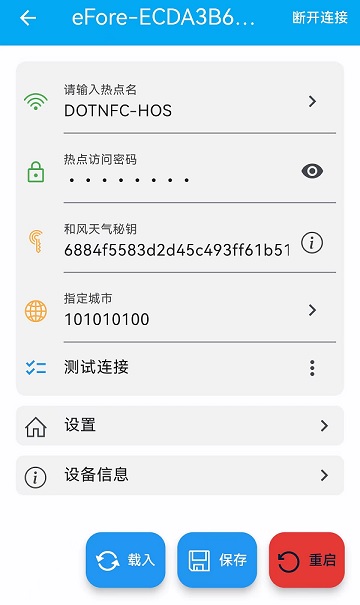 eFore-ECDA3B6...
断开连接
请输入热点名
DOTNFC-HOS
热点访问密码
• • • • • • • •
和风天气秘钥
6884f5583d2d45c493ff61b51
指定城市
101010100
测试连接
设置
设备信息
载入
保存
重启